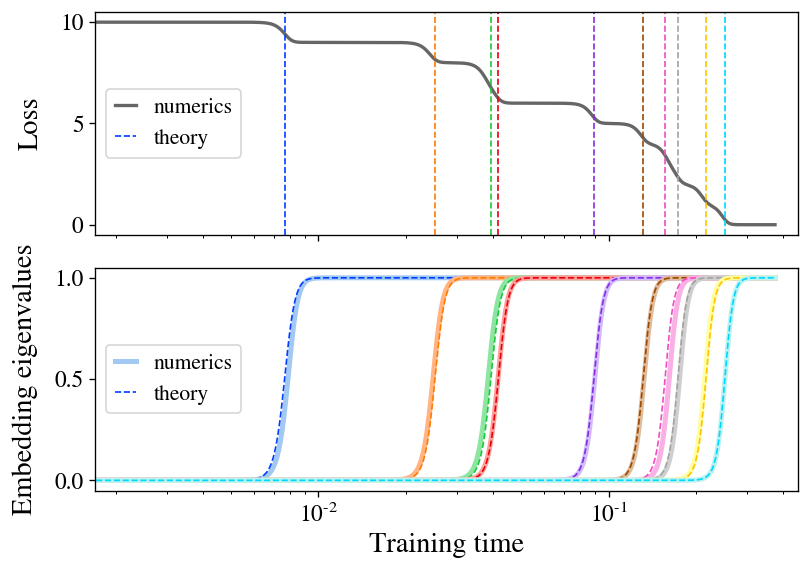 10
5
0
Loss
numerics
theory
1.0
0.5
0.0
Embedding eigenvalues
numerics
theory
10-2
10-1
Training time